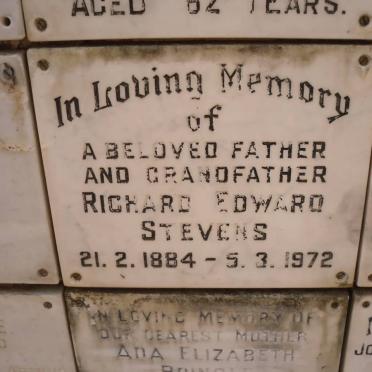 AGED 82 YEARS.
In Loving Memory
of
A BELOVED FATHER
AND GRANDFATHER
RICHARD EDWARD
STEVENS
21. 2. 1884 - 5. 3. 1972
IN LOVING MEMORY OF
OUR DEAREST MOTHER
ADA ELIZABETH